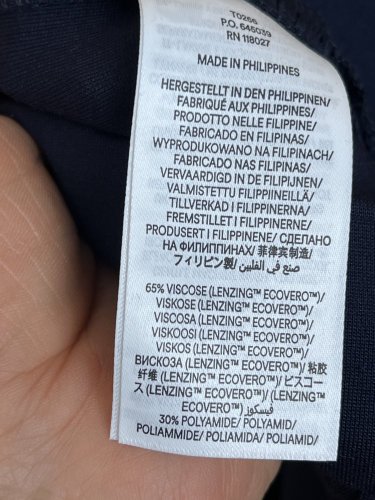 T0266
P.O. 645039
RN 118027
MADE IN PHILIPPINES
HERGESTELLT IN DEN PHILIPPINEN/
FABRIQUÉ AUX PHILIPPINES/
PRODOTTO NELLE FILIPPINE/
FABRICADO EN FILIPINAS/
WYPRODUKOWANO NA FILIPINACH/
FABRICADO NAS FILIPINAS/
VERVAARDIGD IN DE FILIPIJNEN/
VALMISTETTU FILIPPIINEILLÄ/
TILLVERKAD I FILIPPINERNA/
FREMSTILLET I FILIPPINERNE/
PRODUSERT I FILIPPINENE/ СДЕЛАНО
НА ФИЛИППИНАХ/ 菲律宾制造/
フィリピン製/ صنع في الفلبين/
65% VISCOSE (LENZING™ ECOVERO™)/
VISKOSE (LENZING™ ECOVERO™)/
VISCOSA (LENZING™ ECOVERO™)/
VISKOOSI (LENZING™ ECOVERO™)/
VISKOS (LENZING™ ECOVERO™)/
ВИСКОЗА (LENZING™ ECOVERO™)/ 粘胶
纤维 (LENZING™ ECOVERO™)/ ビスコー
ス (LENZING™ ECOVERO™)/ (LENZING™
ECOVERO™) فيسكوز/
30% POLYAMIDE/ POLYAMID/
POLIAMMIDE/ POLIAMIDA/ POLIAMID/